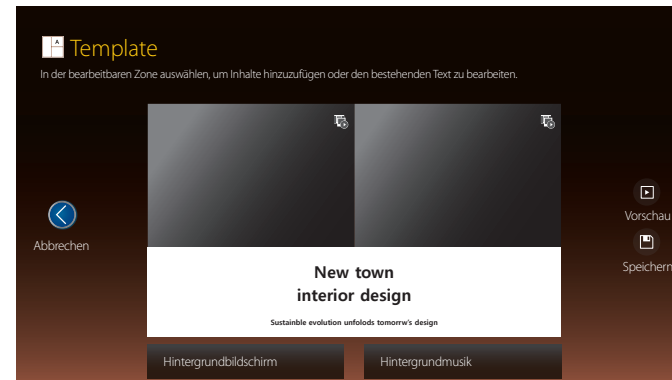 A
Template
In der bearbeitbaren Zone auswählen, um Inhalte hinzuzufügen oder den bestehenden Text zu bearbeiten.
Abbrechen
New town
interior design
Sustainble evolution unfolods tomorrw's design
Vorschau
Speichern
Hintergrundbildschirm
Hintergrundmusik